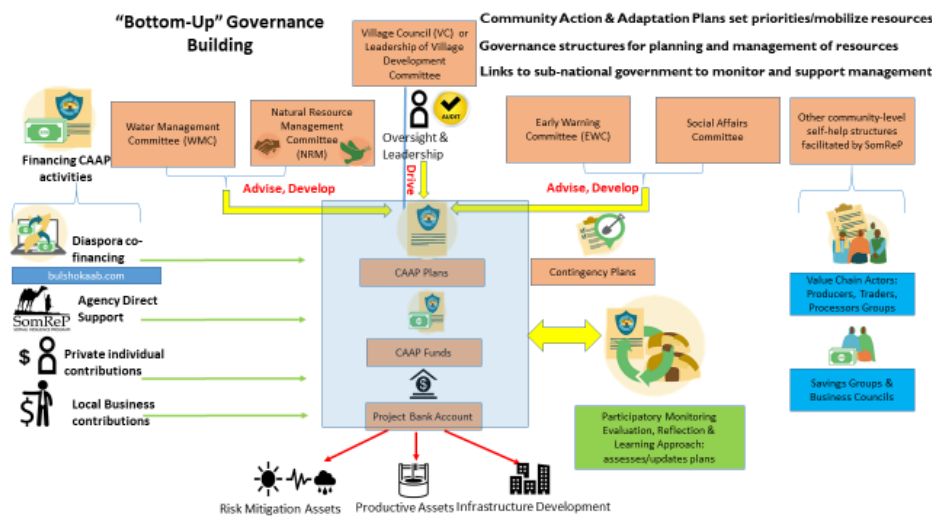 "Bottom-Up" Governance
Building
Community Action & Adaptation Plans set priorities/mobilize resources
Governance structures for planning and management of resources
Links to sub-national government to monitor and support management
Village Council (VC) or
Leadership of Village
Development
Committee
AUDIT
Oversight &
Leadership
Drive
Water Management
Committee (WMC)
Natural Resource
Management
Committee
(NRM)
Early Warning
Committee (EWC)
Social Affairs
Committee
Other community-level
self-help structures
facilitated by SomReP
Advise, Develop
Advise, Develop
Financing CAAP
activities
Diaspora co-
financing
bulshokaab.com
Agency Direct
Support
SomReP
Private individual
contributions
Local Business
contributions
CAAP Plans
CAAP Funds
Project Bank Account
Contingency Plans
Participatory Monitoring
Evaluation, Reflection &
Learning Approach:
assesses/updates plans
Value Chain Actors:
Producers, Traders,
Processors Groups
Savings Groups &
Business Councils
Risk Mitigation Assets
Productive Assets
Infrastructure Development